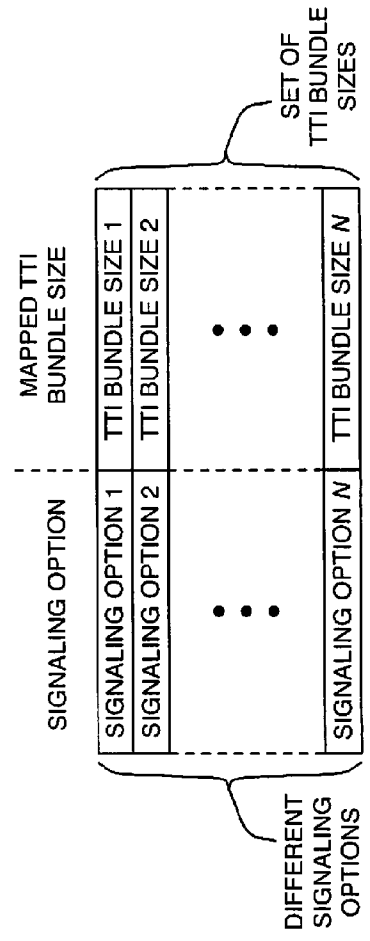 SIGNALING OPTION
MAPPED TTI
BUNDLE SIZE
SIGNALING OPTION 1
TTI BUNDLE SIZE 1
SIGNALING OPTION 2
TTI BUNDLE SIZE 2
SIGNALING OPTION N
TTI BUNDLE SIZE N
DIFFERENT
SIGNALING
OPTIONS
SET OF
TTI BUNDLE
SIZES